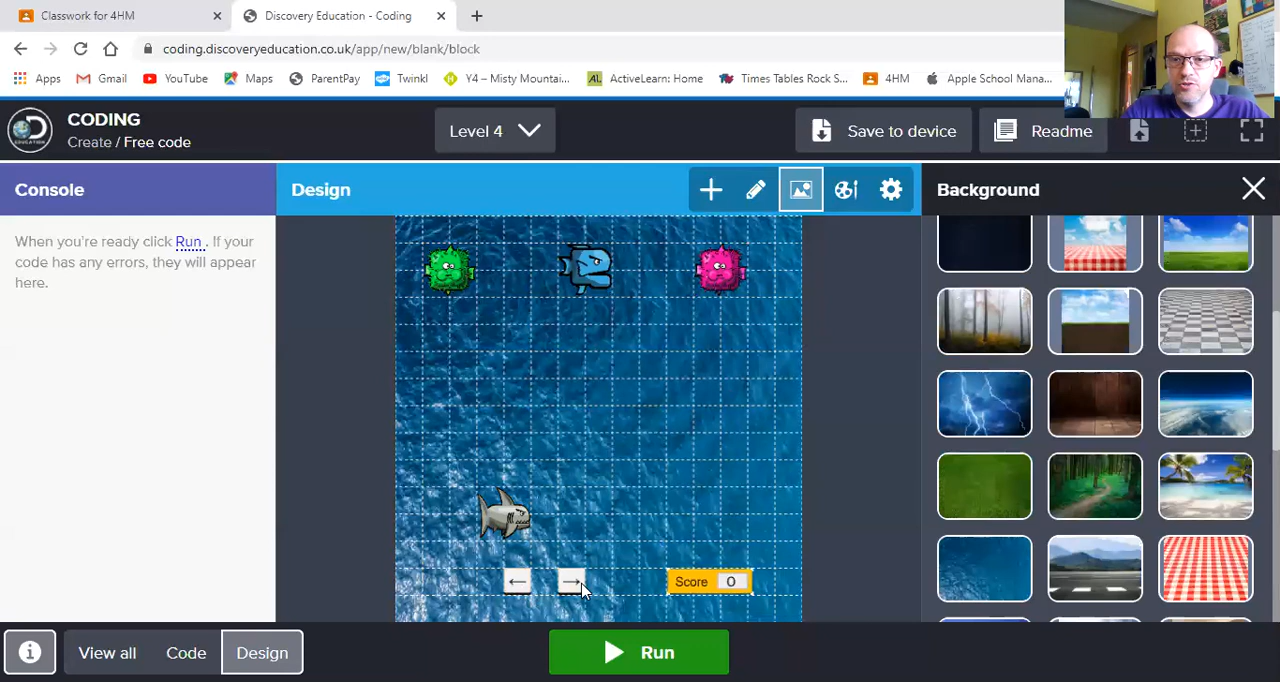 Classwork for 4HM
Discovery Education - Coding
coding.discoveryeducation.co.uk/app/new/blank/block
Apps Gmail YouTube Maps ParentPay Twinkl Y4 – Misty Mountai... ActiveLearn: Home Times Tables Rock S... 4HM Apple School Mana...
CODING
Create / Free code
Level 4
Save to device
Readme
Console
Design
Background
When you're ready click Run . If your
code has any errors, they will appear
here.
← → Score 0
i View all Code Design Run